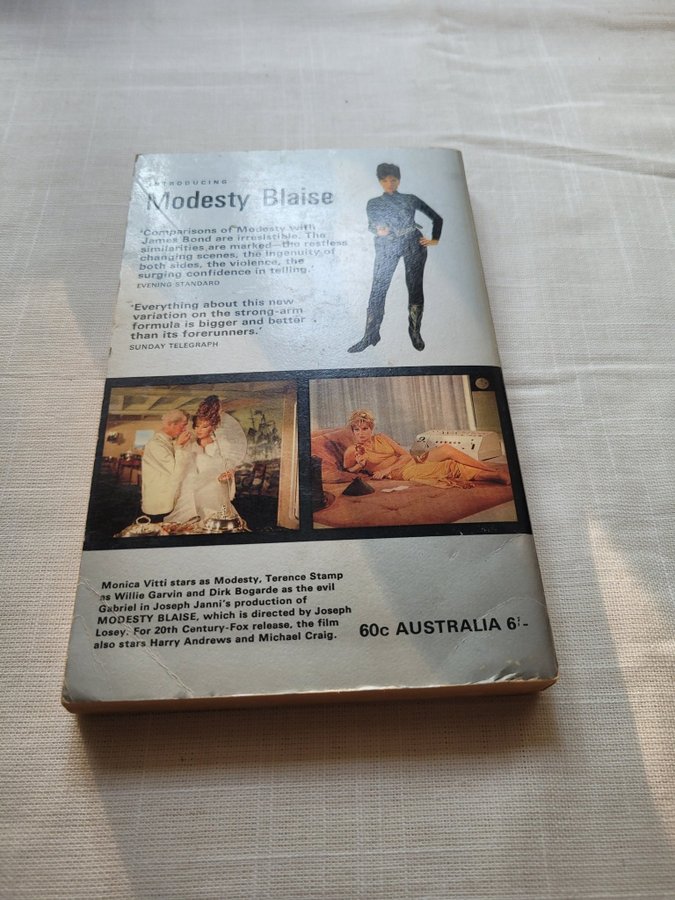 INTRODUCING
Modesty Blaise
'Comparisons of Modesty with
James Bond are irresistible. The
similarities are marked—the restless
changing scenes, the ingenuity of
both sides, the violence, the
surging confidence in telling.'
EVENING STANDARD
'Everything about this new
variation on the strong-arm
formula is bigger and better
than its forerunners.'
SUNDAY TELEGRAPH
Monica Vitti stars as Modesty, Terence Stamp
as Willie Garvin and Dirk Bogarde as the evil
Gabriel in Joseph Janni's production of
MODESTY BLAISE, which is directed by Joseph
Losey. For 20th Century-Fox release, the film
also stars Harry Andrews and Michael Craig.
60c AUSTRALIA 6/-